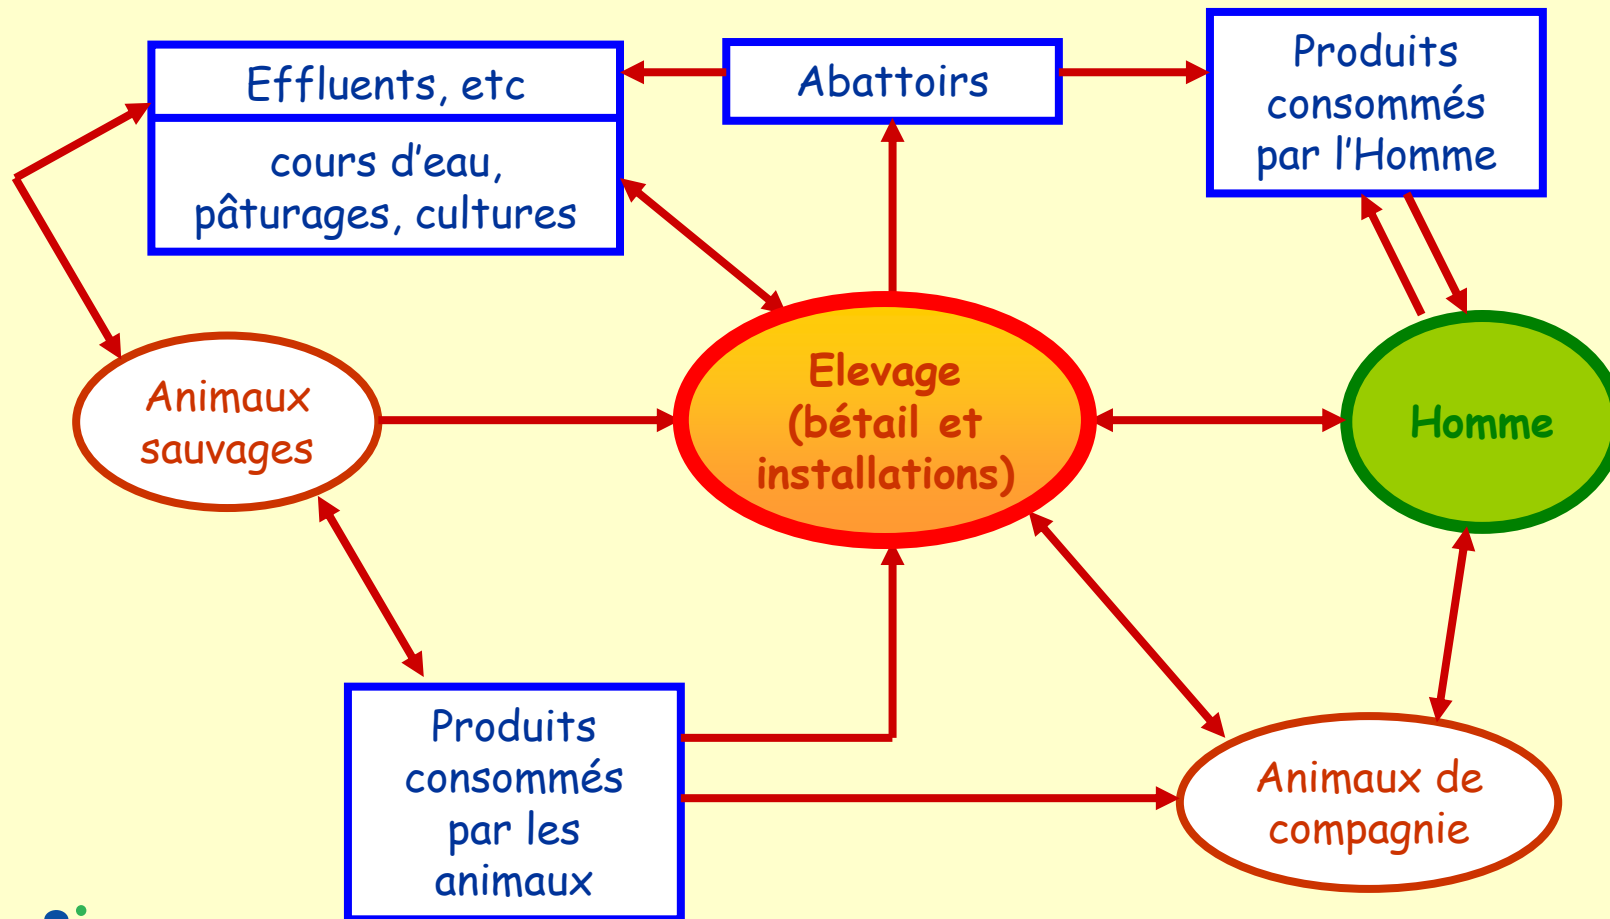 Effluents, etc
cours d'eau,
pâturages, cultures
Abattoirs
Produits
consommés
par l'Homme
Animaux
sauvages
Elevage
(bétail et
installations)
Homme
Produits
consommés
par les
animaux
Animaux de
compagnie